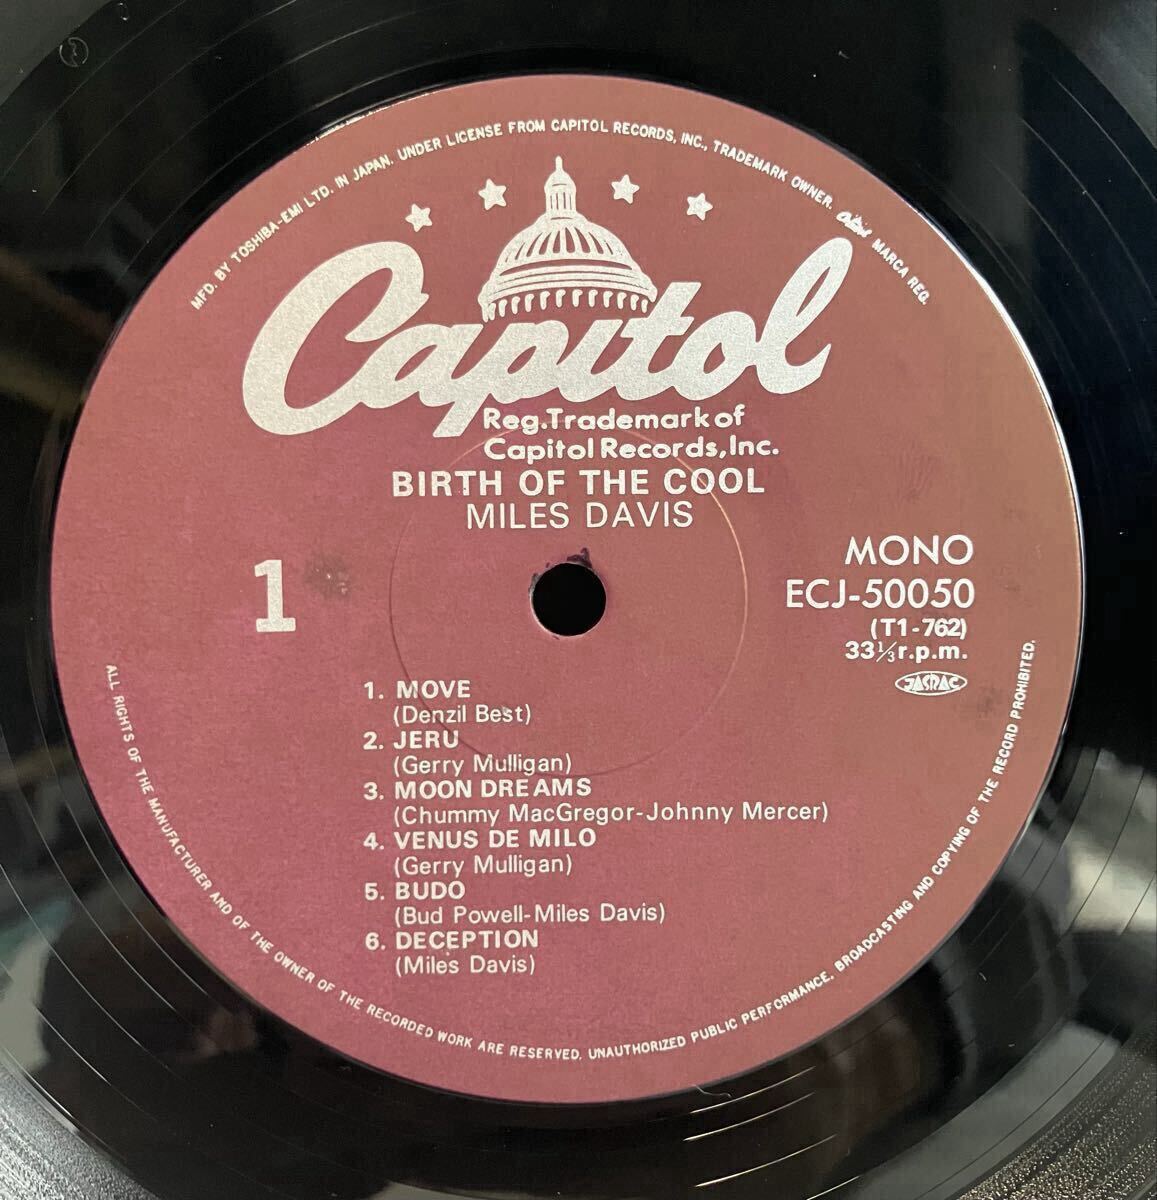 MFD. BY TOSHIBA-EMI LTD. IN JAPAN. UNDER LICENSE FROM CAPITOL RECORDS, INC., TRADEMARK OWNER. Capitol MARCA REG.
Capitol
Reg.Trademark of
Capitol Records,Inc.
BIRTH OF THE COOL
MILES DAVIS
1
MONO
ECJ-50050
(T1-762)
33⅓r.p.m.
JASRAC
1. MOVE
(Denzil Best)
2. JERU
(Gerry Mulligan)
3. MOON DREAMS
(Chummy MacGregor-Johnny Mercer)
4. VENUS DE MILO
(Gerry Mulligan)
5. BUDO
(Bud Powell-Miles Davis)
6. DECEPTION
(Miles Davis)
ALL RIGHTS OF THE MANUFACTURER AND OF THE OWNER OF THE RECORDED WORK ARE RESERVED. UNAUTHORIZED PUBLIC PERFORMANCE, BROADCASTING AND COPYING OF THE RECORD PROHIBITED.